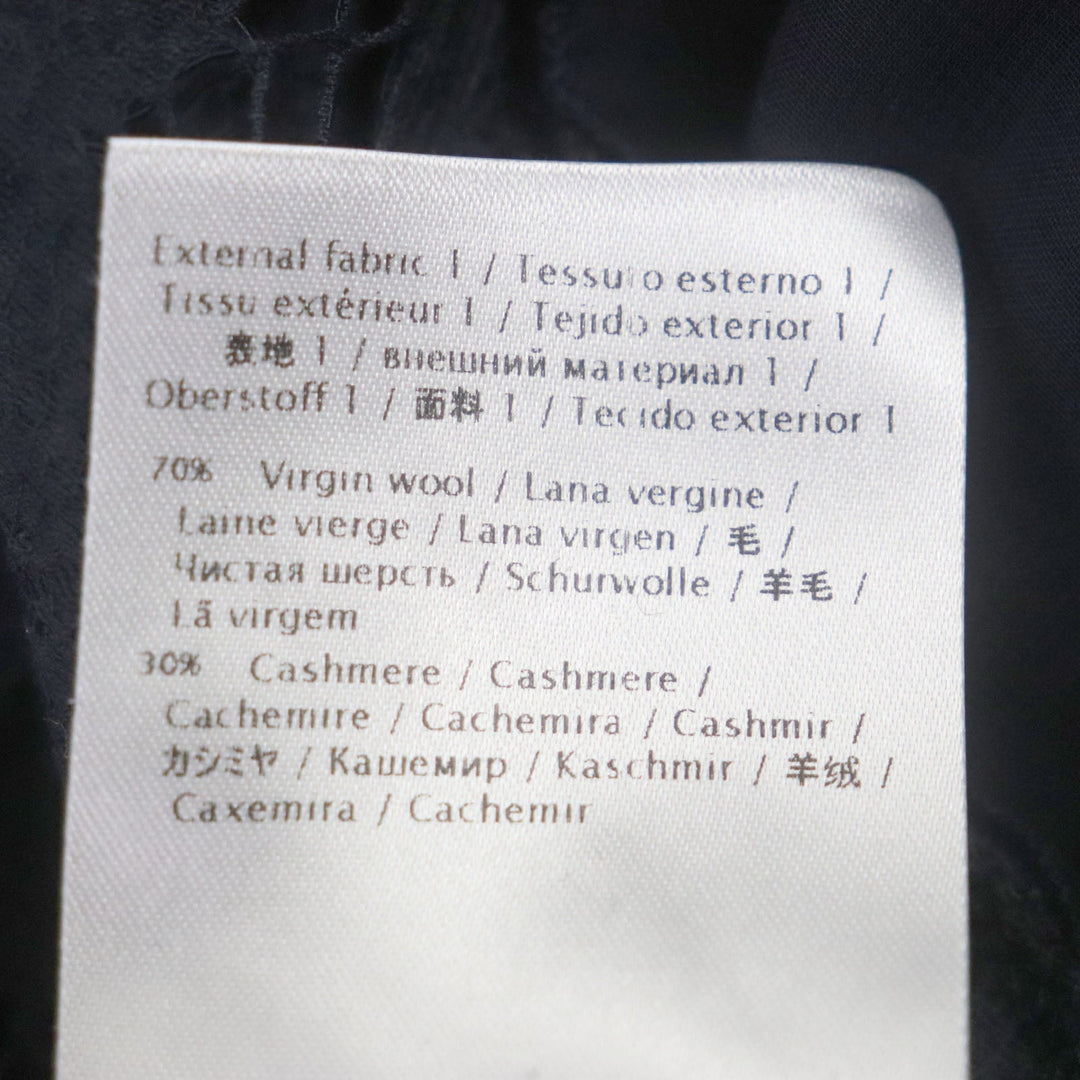 External fabric 1 / Tessuto esterno 1 /
Tissu extérieur 1 / Tejido exterior 1 /
表地 1 / внешний материал 1 /
Oberstoff 1 / 面料 1 / Tecido exterior 1
70% Virgin wool / Lana vergine /
Laine vierge / Lana virgen / 毛 /
Чистая шерсть / Schurwolle / 羊毛 /
Lã virgem
30% Cashmere / Cashmere /
Cachemire / Cachemira / Cashmir /
カシミヤ / Кашемир / Kaschmir / 羊绒 /
Caxemira / Cachemir